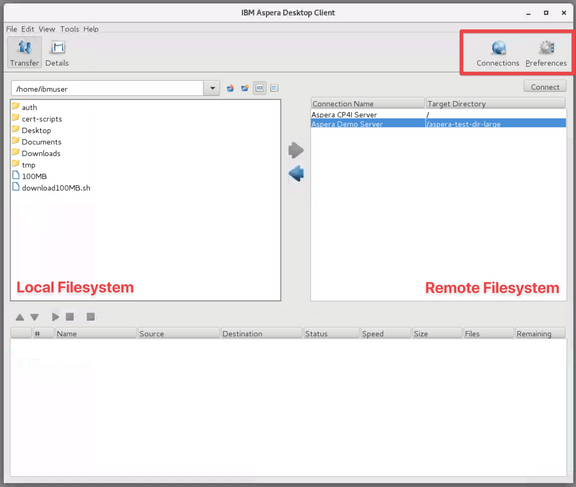 IBM Aspera Desktop Client
File Edit View Tools Help
Transfer Details Connections Preferences
/home/ibmuser
Connect
auth
cert-scripts
Desktop
Documents
Downloads
tmp
100MB
download100MB.sh
Local Filesystem
Connection Name Target Directory
Aspera CP4I Server /
Aspera Demo Server /aspera-test-dir-large
Remote Filesystem
# Name Source Destination Status Speed Size Files Remaining